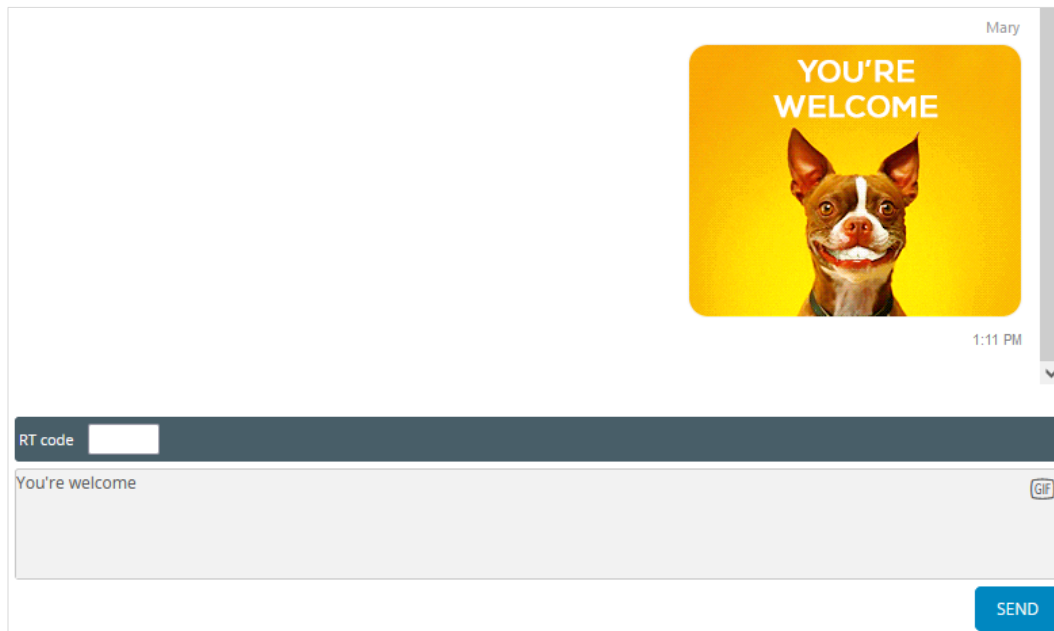 Mary
YOU'RE
WELCOME
1:11 PM
RT code
You're welcome
GIF
SEND